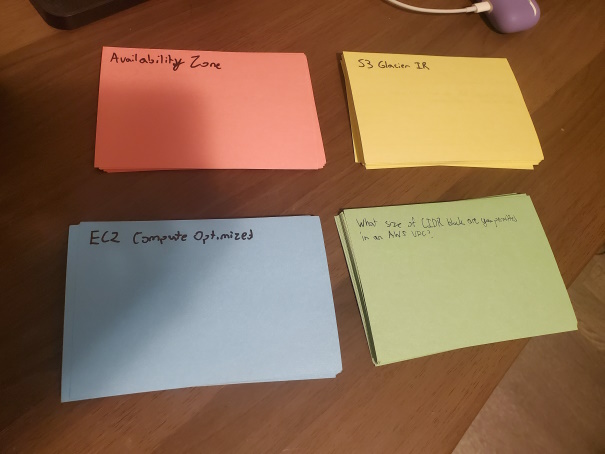 Availability Zone
S3 Glacier IR
EC2 Compute Optimized
What size of CIDR block are you permitted
in an AWS VPC?